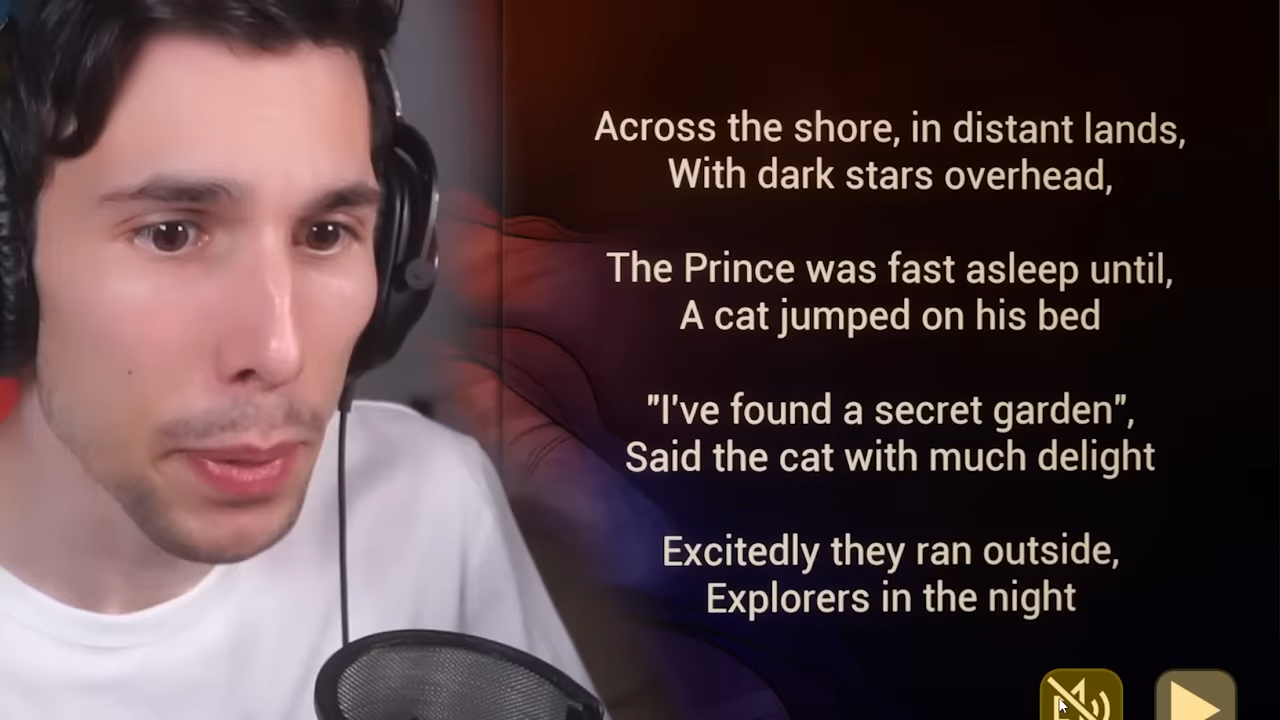 Across the shore, in distant lands,
With dark stars overhead,
The Prince was fast asleep until,
A cat jumped on his bed
"I've found a secret garden",
Said the cat with much delight
Excitedly they ran outside,
Explorers in the night